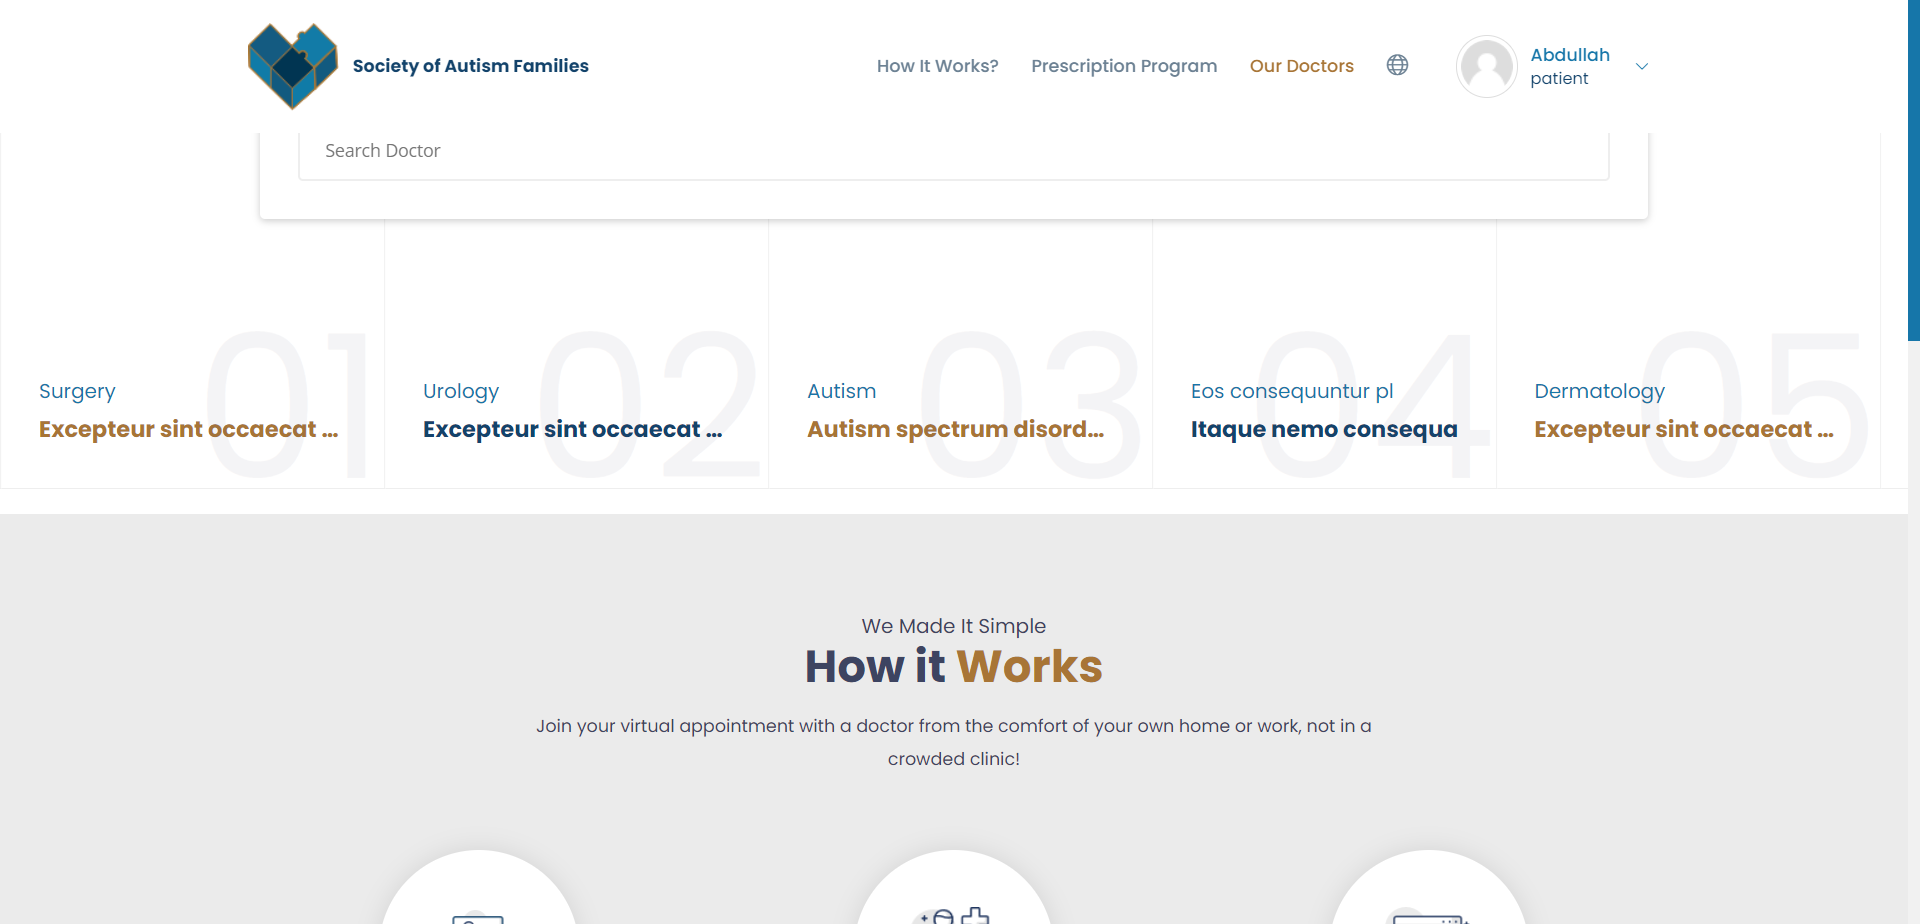 Society of Autism Families
How It Works?
Prescription Program
Our Doctors
Abdullah
patient
Search Doctor
01
Surgery
Excepteur sint occaecat ...
02
Urology
Excepteur sint occaecat ...
03
Autism
Autism spectrum disord...
04
Eos consequuntur pl
Itaque nemo consequa
05
Dermatology
Excepteur sint occaecat ...
We Made It Simple
How it Works
Join your virtual appointment with a doctor from the comfort of your own home or work, not in a
crowded clinic!